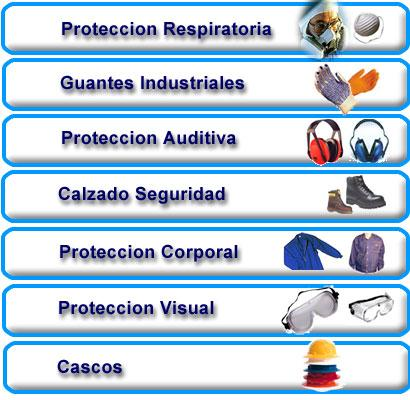 Proteccion Respiratoria
Guantes Industriales
Proteccion Auditiva
Calzado Seguridad
Proteccion Corporal
Proteccion Visual
Cascos